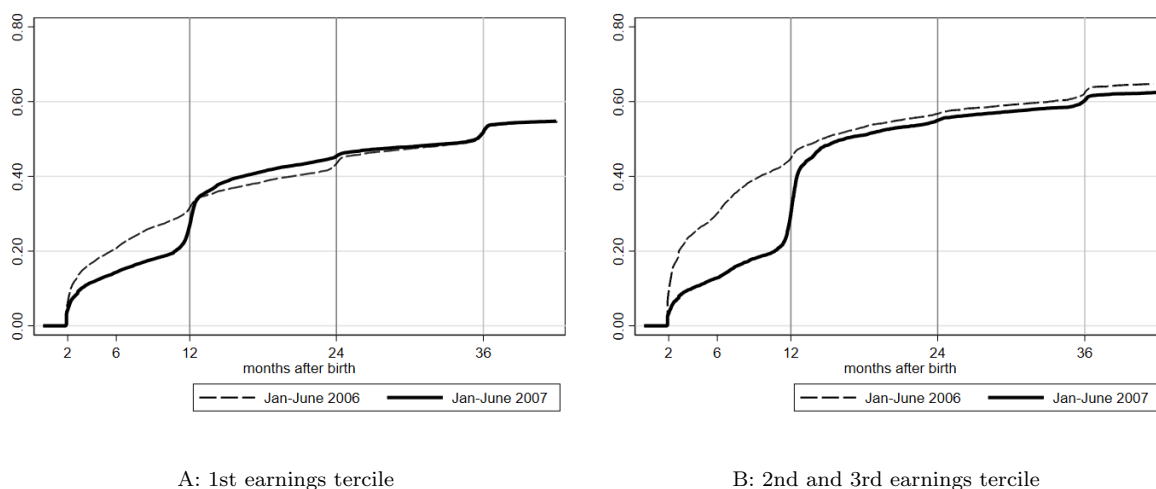 0.80
0.60
0.40
0.20
0.00
2 6 12 24 36
months after birth
Jan-June 2006 Jan-June 2007
A: 1st earnings tercile
0.80
0.60
0.40
0.20
0.00
2 6 12 24 36
months after birth
Jan-June 2006 Jan-June 2007
B: 2nd and 3rd earnings tercile